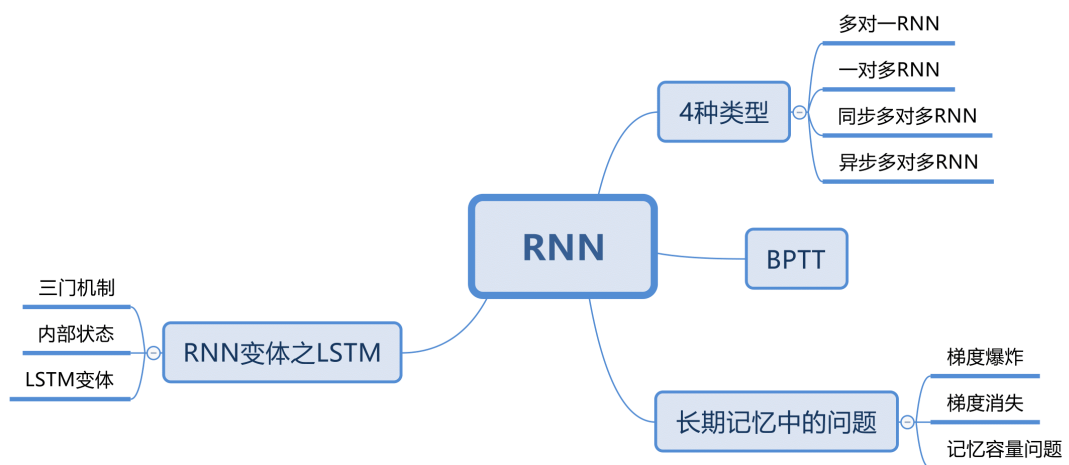 RNN
4种类型
多对一RNN
一对多RNN
同步多对多RNN
异步多对多RNN
BPTT
长期记忆中的问题
梯度爆炸
梯度消失
记忆容量问题
RNN变体之LSTM
三门机制
内部状态
LSTM变体